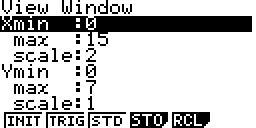 View Window
Xmin :0
max :15
scale:2
Ymin :0
max :7
scale:1
INIT TRIG STD STO RCL